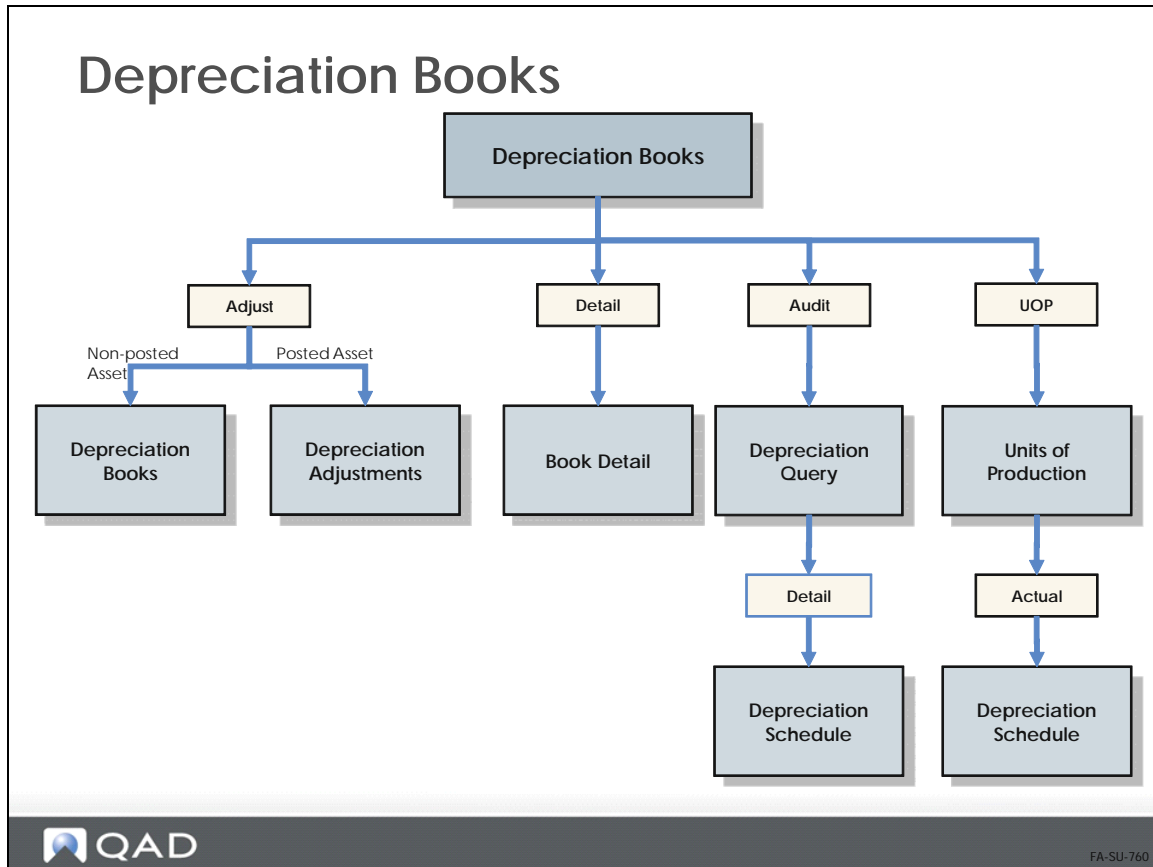 Depreciation Books
Depreciation Books
Adjust
Detail
Audit
UOP
Non-posted
Asset
Posted Asset
Depreciation
Books
Depreciation
Adjustments
Book Detail
Depreciation
Query
Units of
Production
Detail
Actual
Depreciation
Schedule
Depreciation
Schedule
QAD
FA-SU-760